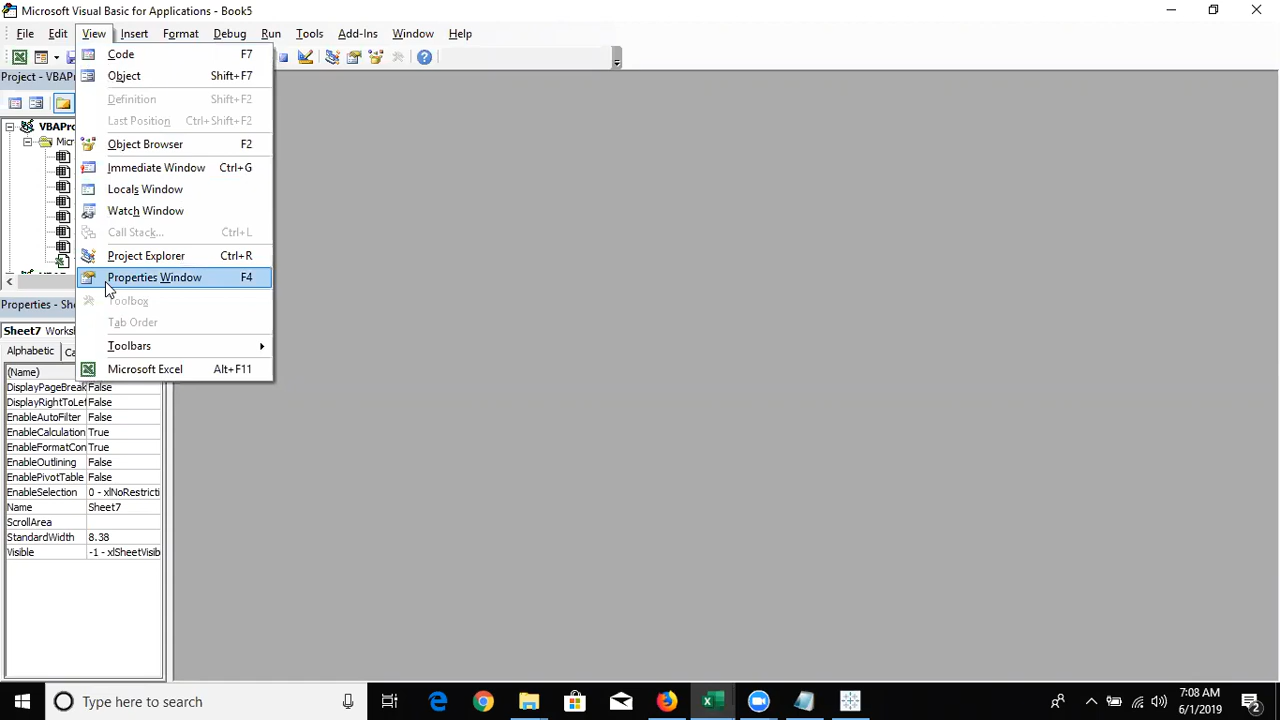 Microsoft Visual Basic for Applications - Book5
File Edit View Insert Format Debug Run Tools Add-Ins Window Help
Project - VBAPr
Code F7
Object Shift+F7
Definition Shift+F2
Last Position Ctrl+Shift+F2
Object Browser F2
Immediate Window Ctrl+G
Locals Window
Watch Window
Call Stack... Ctrl+L
Project Explorer Ctrl+R
Properties Window F4
Toolbox
Tab Order
Toolbars
Microsoft Excel Alt+F11
VBAPro
Micr
Properties - She
Sheet7 Worksh
Alphabetic Ca
(Name)
DisplayPageBreak False
DisplayRightToLef False
EnableAutoFilter False
EnableCalculation True
EnableFormatCon True
EnableOutlining False
EnablePivotTable False
EnableSelection 0 - xlNoRestricti
Name Sheet7
ScrollArea
StandardWidth 8.38
Visible -1 - xlSheetVisib
Type here to search
7:08 AM
6/1/2019
2